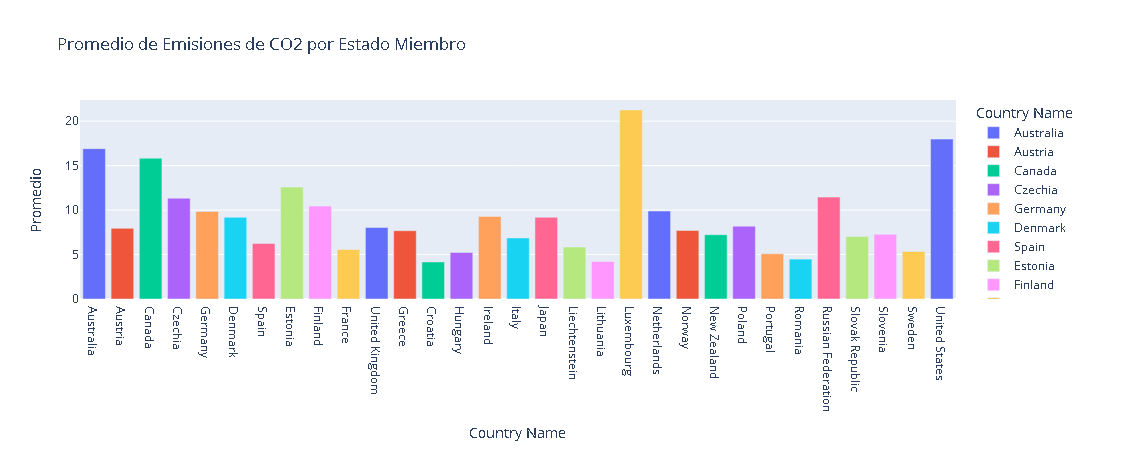 Promedio de Emisiones de CO2 por Estado Miembro
Promedio
20
15
10
5
0
Australia
Austria
Canada
Czechia
Germany
Denmark
Spain
Estonia
Finland
France
United Kingdom
Greece
Croatia
Hungary
Ireland
Italy
Japan
Liechtenstein
Lithuania
Luxembourg
Netherlands
Norway
New Zealand
Poland
Portugal
Romania
Russian Federation
Slovak Republic
Slovenia
Sweden
United States
Country Name
Country Name
Australia
Austria
Canada
Czechia
Germany
Denmark
Spain
Estonia
Finland